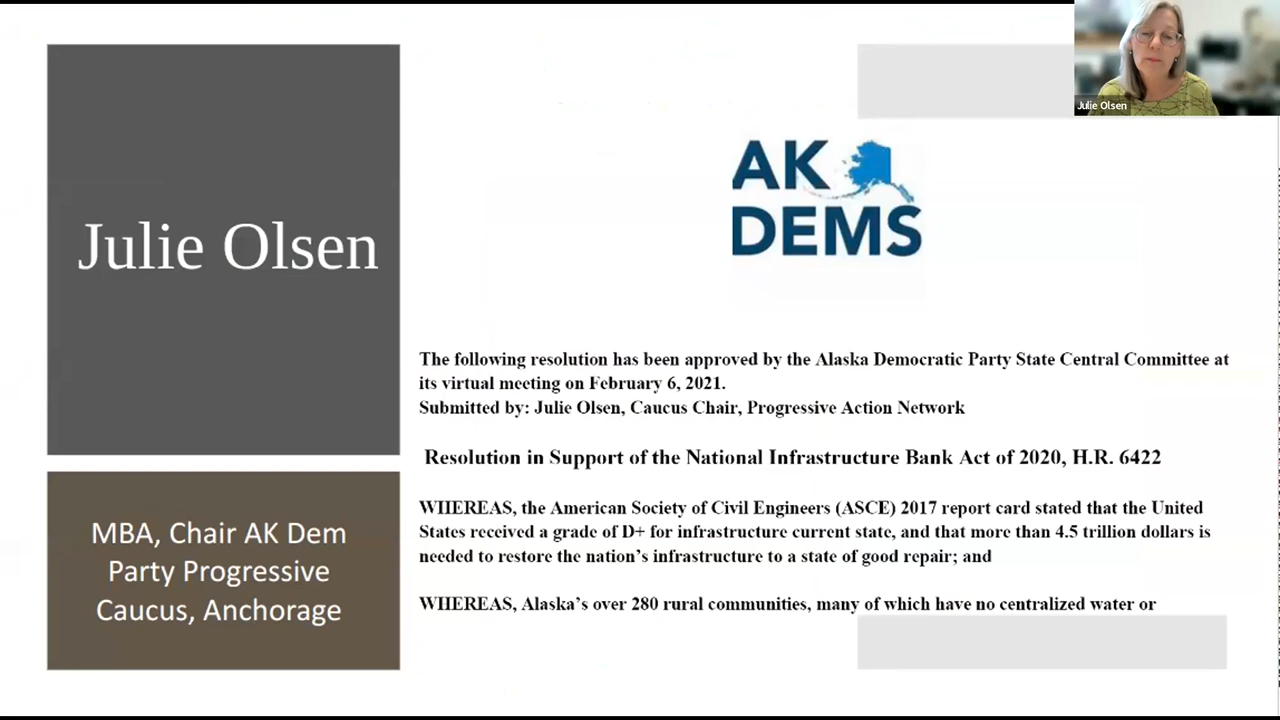 Julie Olsen
Julie Olsen
MBA, Chair AK Dem
Party Progressive
Caucus, Anchorage
AK
DEMS
The following resolution has been approved by the Alaska Democratic Party State Central Committee at
its virtual meeting on February 6, 2021.
Submitted by: Julie Olsen, Caucus Chair, Progressive Action Network
Resolution in Support of the National Infrastructure Bank Act of 2020, H.R. 6422
WHEREAS, the American Society of Civil Engineers (ASCE) 2017 report card stated that the United
States received a grade of D+ for infrastructure current state, and that more than 4.5 trillion dollars is
needed to restore the nation’s infrastructure to a state of good repair; and
WHEREAS, Alaska’s over 280 rural communities, many of which have no centralized water or